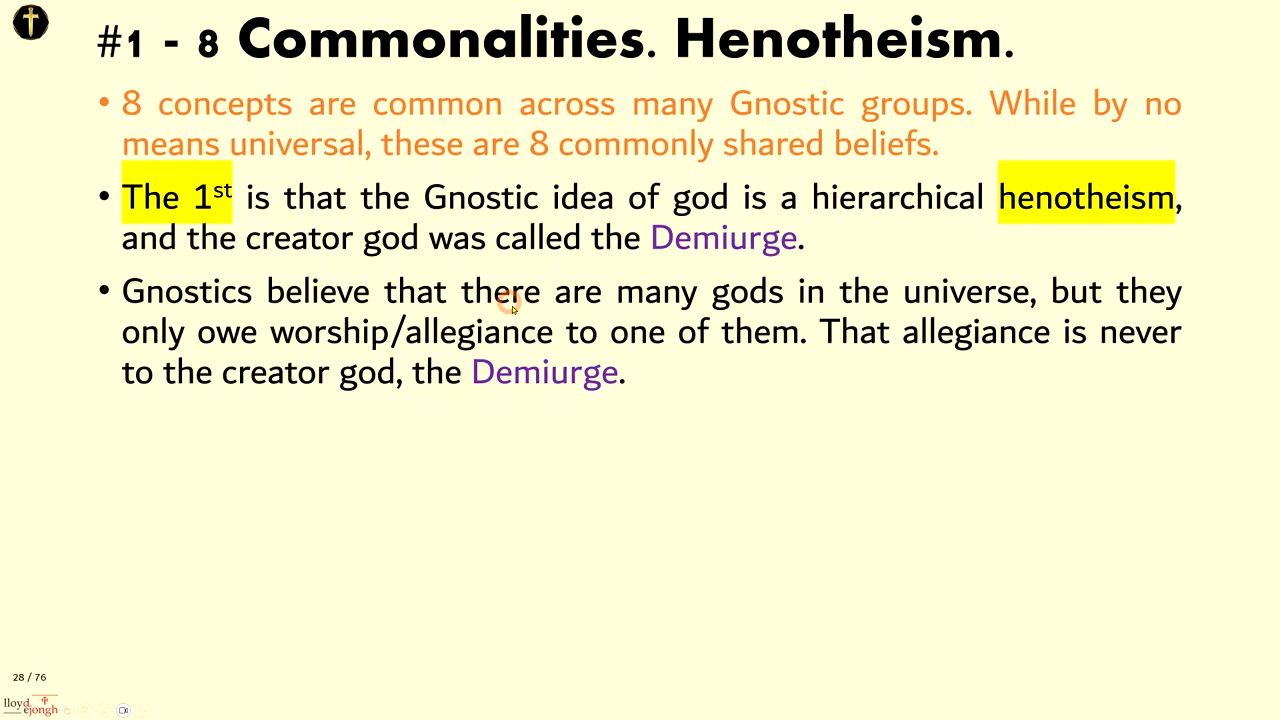 #1 - 8 Commonalities. Henotheism.
• 8 concepts are common across many Gnostic groups. While by no
means universal, these are 8 commonly shared beliefs.
• The 1st is that the Gnostic idea of god is a hierarchical henotheism,
and the creator god was called the Demiurge.
• Gnostics believe that there are many gods in the universe, but they
only owe worship/allegiance to one of them. That allegiance is never
to the creator god, the Demiurge.
28 / 76
lloyd
dejongh